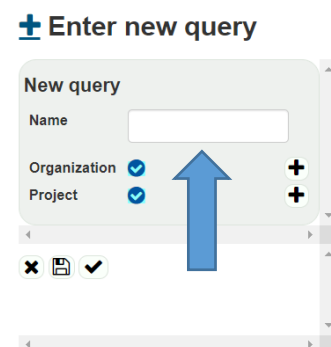 Enter new query
New query
Name
Organization
Project